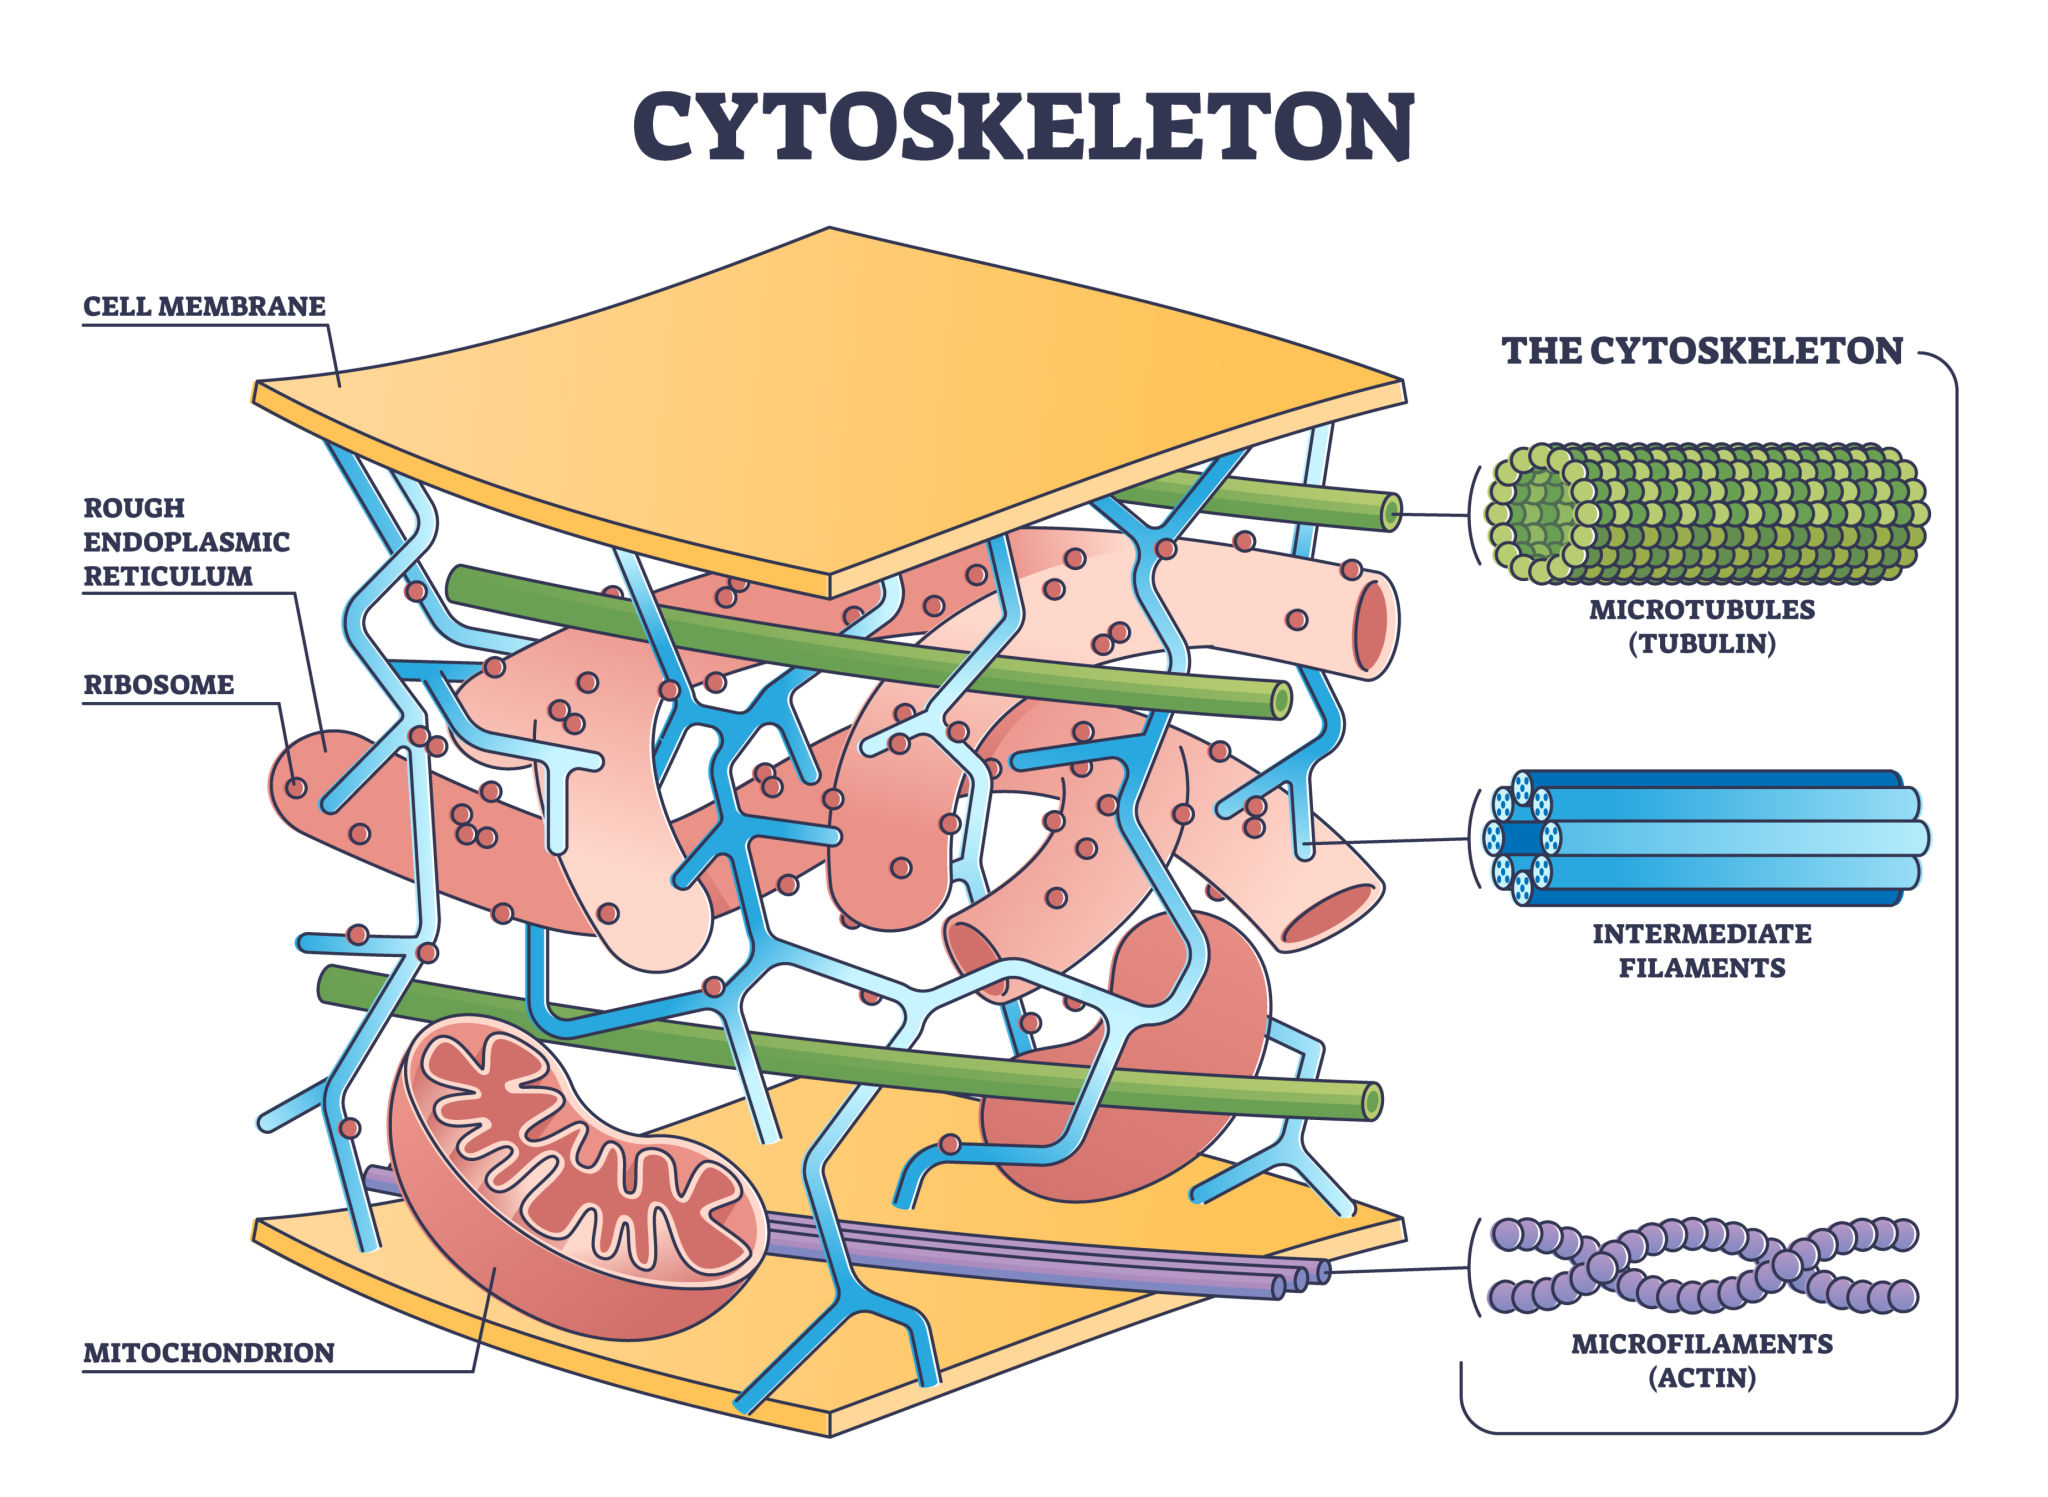 CYTOSKELETON
CELL MEMBRANE
ROUGH
ENDOPLASMIC
RETICULUM
RIBOSOME
MITOCHONDRION
THE CYTOSKELETON
MICROTUBULES
(TUBULIN)
INTERMEDIATE
FILAMENTS
MICROFILAMENTS
(ACTIN)